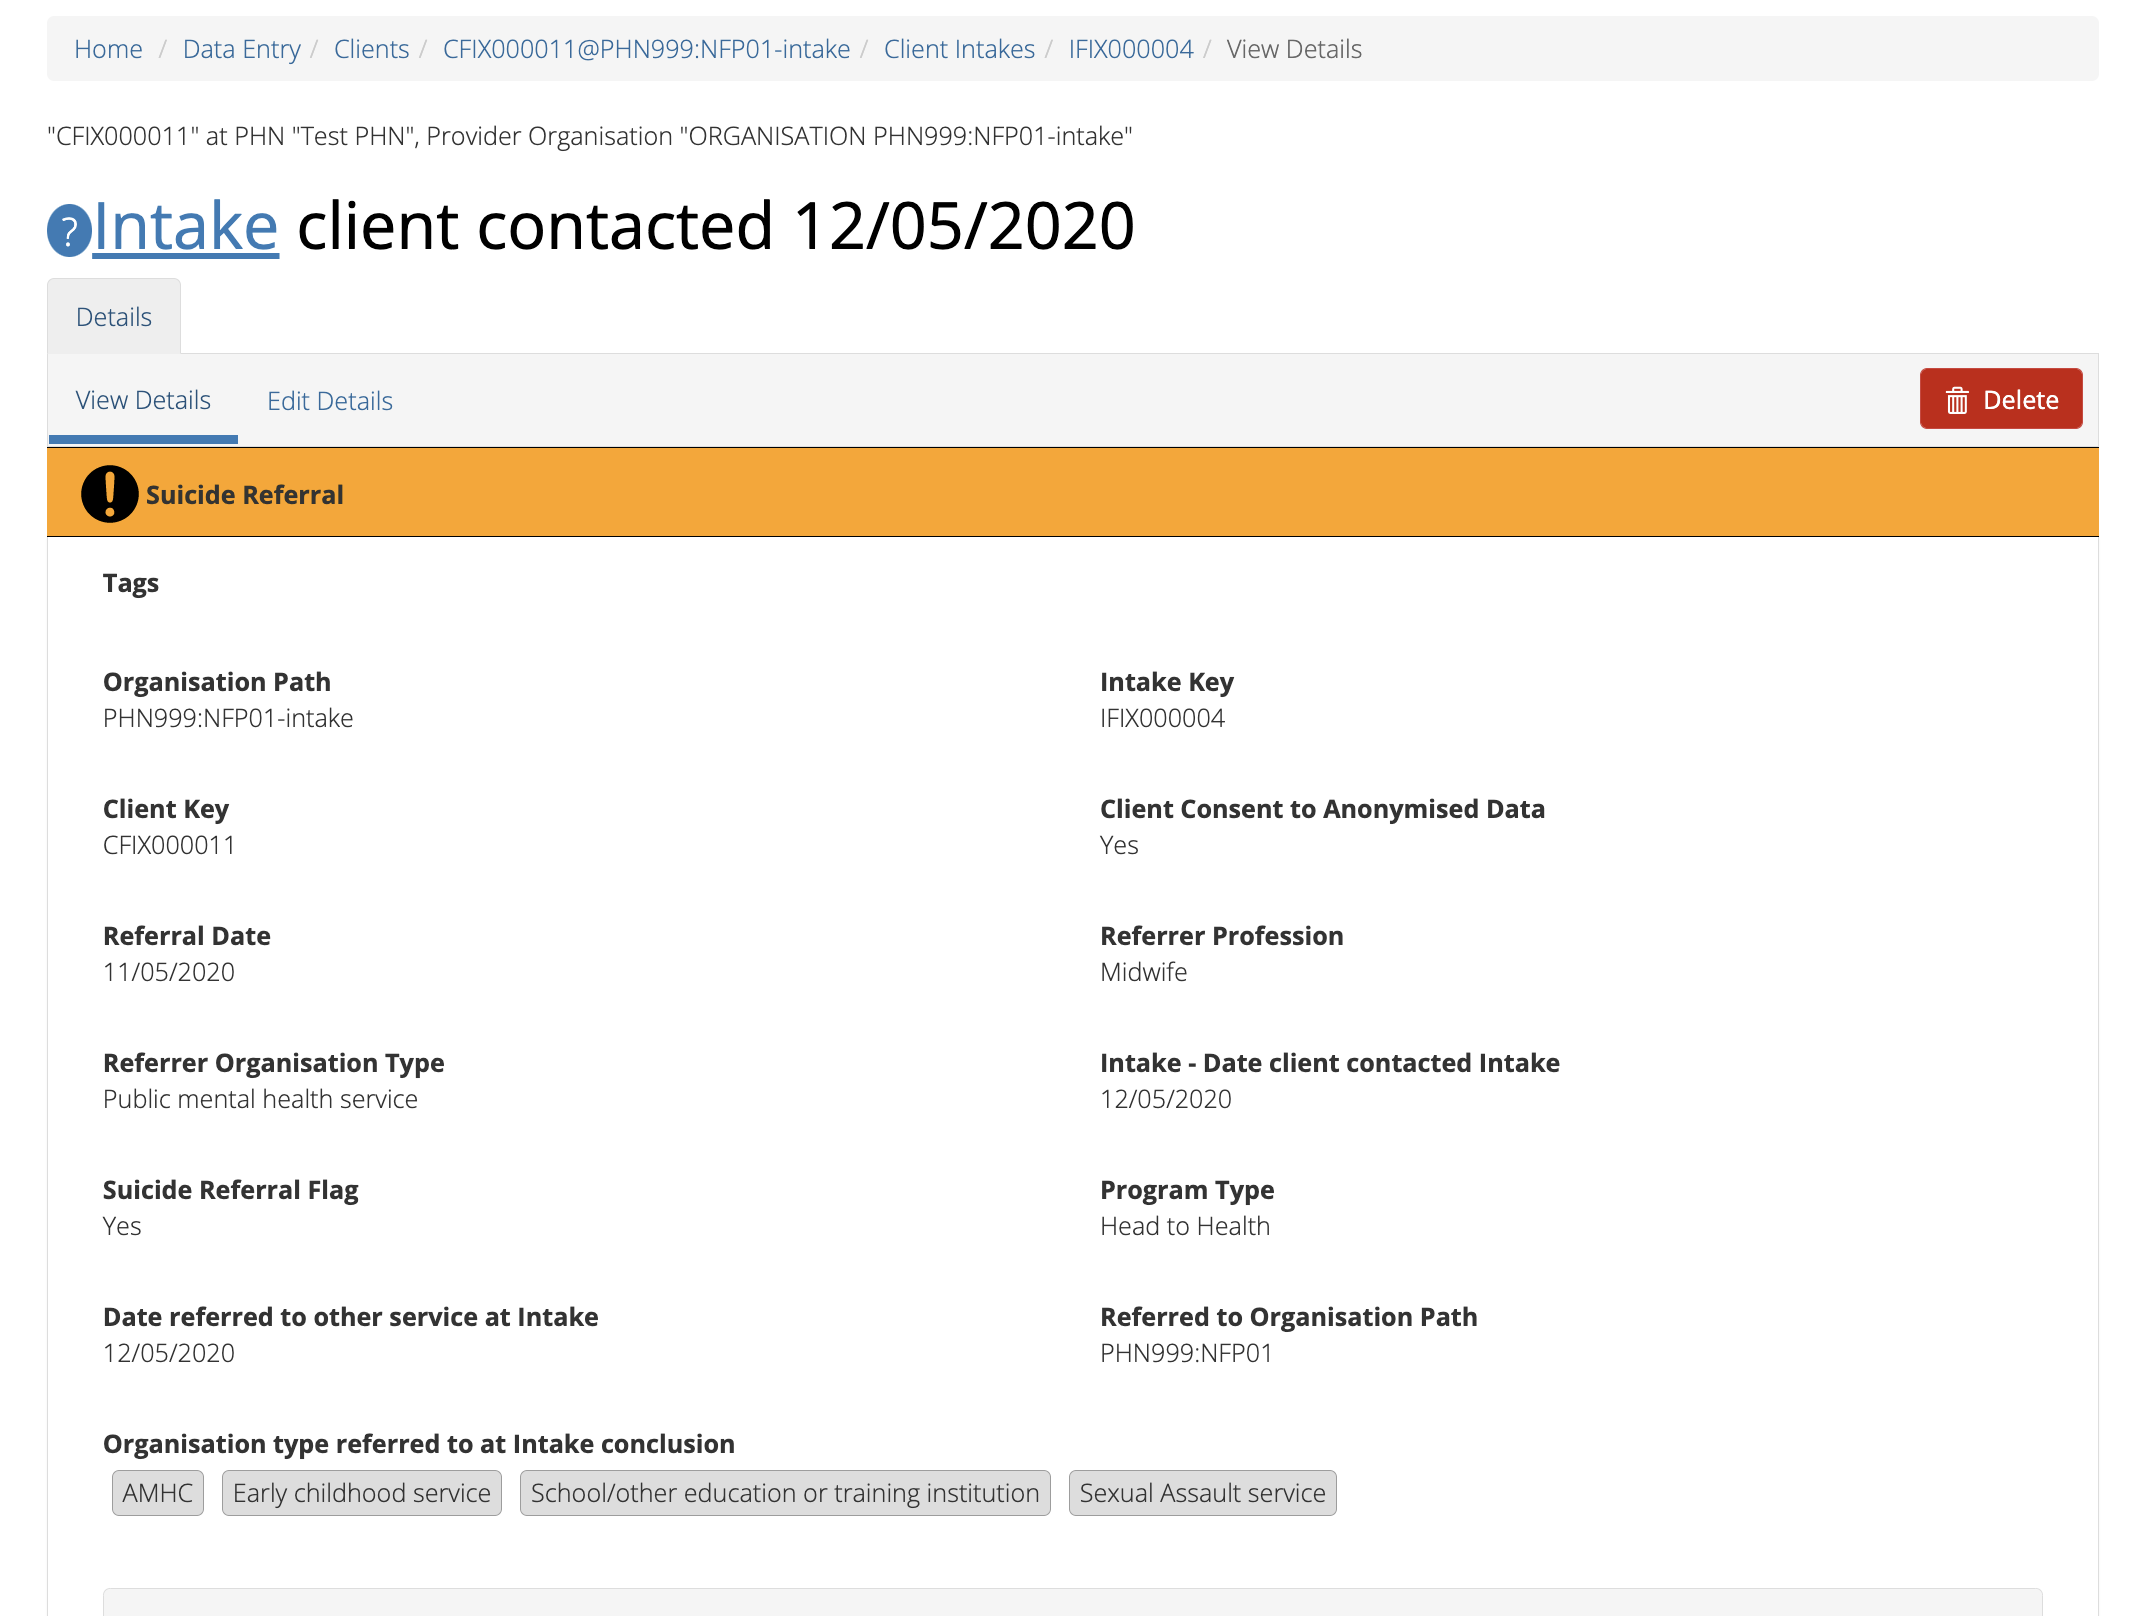 Home / Data Entry / Clients / CFIX000011@PHN999:NFP01-intake / Client Intakes / IFIX000004 / View Details
"CFIX000011" at PHN "Test PHN", Provider Organisation "ORGANISATION PHN999:NFP01-intake"
?Intake client contacted 12/05/2020
Details
View Details Edit Details Delete
Suicide Referral
Tags
Organisation Path Intake Key
PHN999:NFP01-intake IFIX000004
Client Key Client Consent to Anonymised Data
CFIX000011 Yes
Referral Date Referrer Profession
11/05/2020 Midwife
Referrer Organisation Type Intake - Date client contacted Intake
Public mental health service 12/05/2020
Suicide Referral Flag Program Type
Yes Head to Health
Date referred to other service at Intake Referred to Organisation Path
12/05/2020 PHN999:NFP01
Organisation type referred to at Intake conclusion
AMHC Early childhood service School/other education or training institution Sexual Assault service